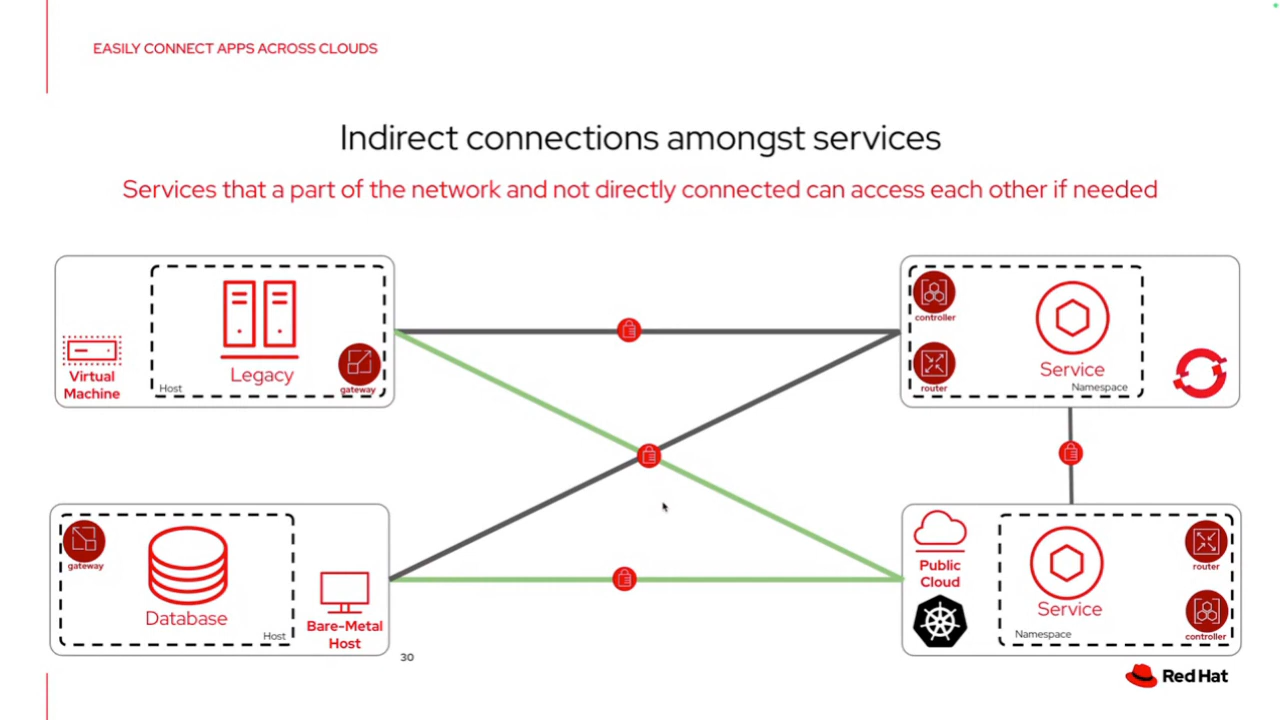 EASILY CONNECT APPS ACROSS CLOUDS
Indirect connections amongst services
Services that a part of the network and not directly connected can access each other if needed
Virtual
Machine
Host
Legacy
gateway
controller
router
Service
Namespace
gateway
Database
Host
Bare-Metal
Host
Public
Cloud
Service
Namespace
router
controller
30
Red Hat